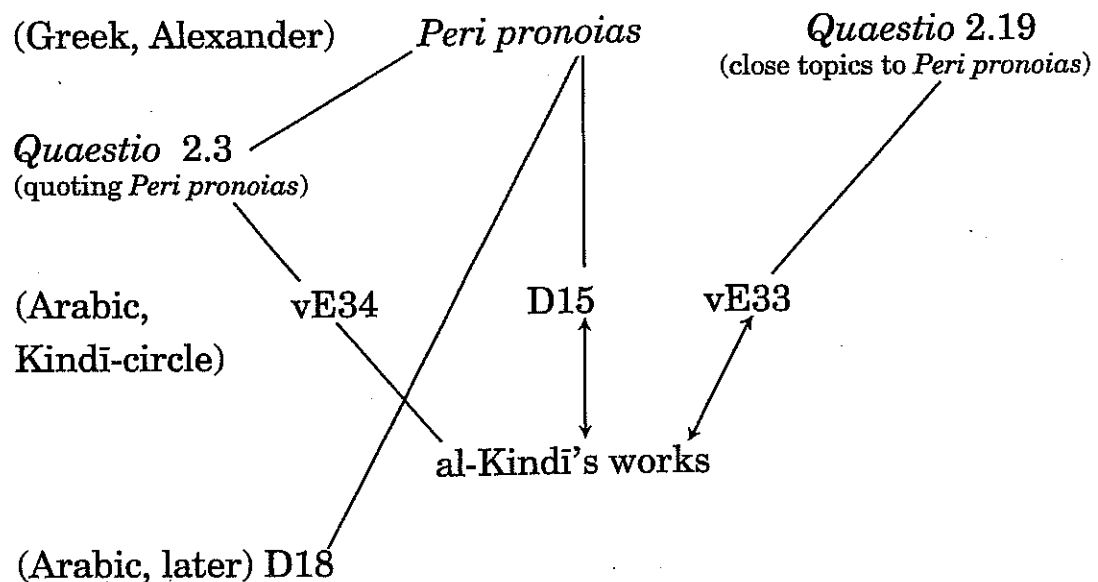 (Greek, Alexander) Peri pronoias Quaestio 2.19
(close topics to Peri pronoias)
Quaestio 2.3
(quoting Peri pronoias)
(Arabic, vE34 D15 vE33
Kindī-circle)
al-Kindī's works
(Arabic, later) D18